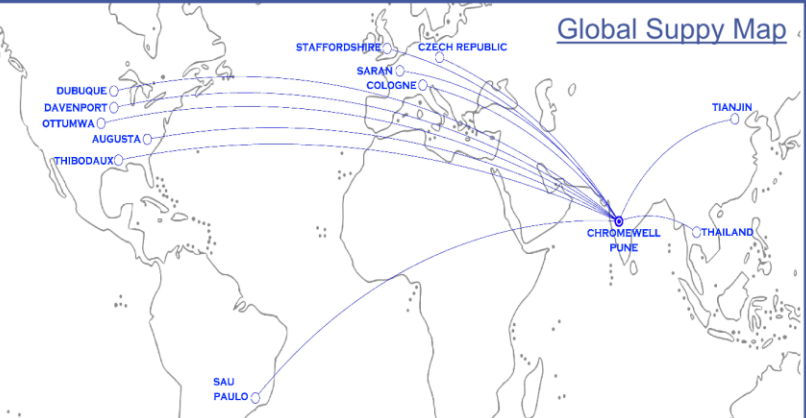 Global Suppy Map
STAFFORDSHIRE
CZECH REPUBLIC
SARAN
COLOGNE
DUBUQUE
DAVENPORT
OTTUMWA
AUGUSTA
THIBODAUX
TIANJIN
CHROMEWELL
PUNE
THAILAND
SAU
PAULO